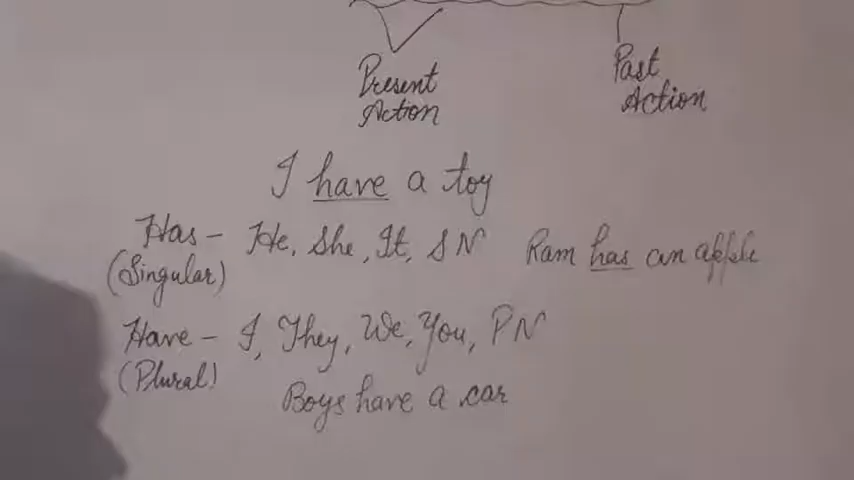 Present Action
Past Action
I have a toy
Has - He, She, It, SN Ram has an apple
(Singular)
Have - I, They, We, You, PN
(Plural)
Boys have a car